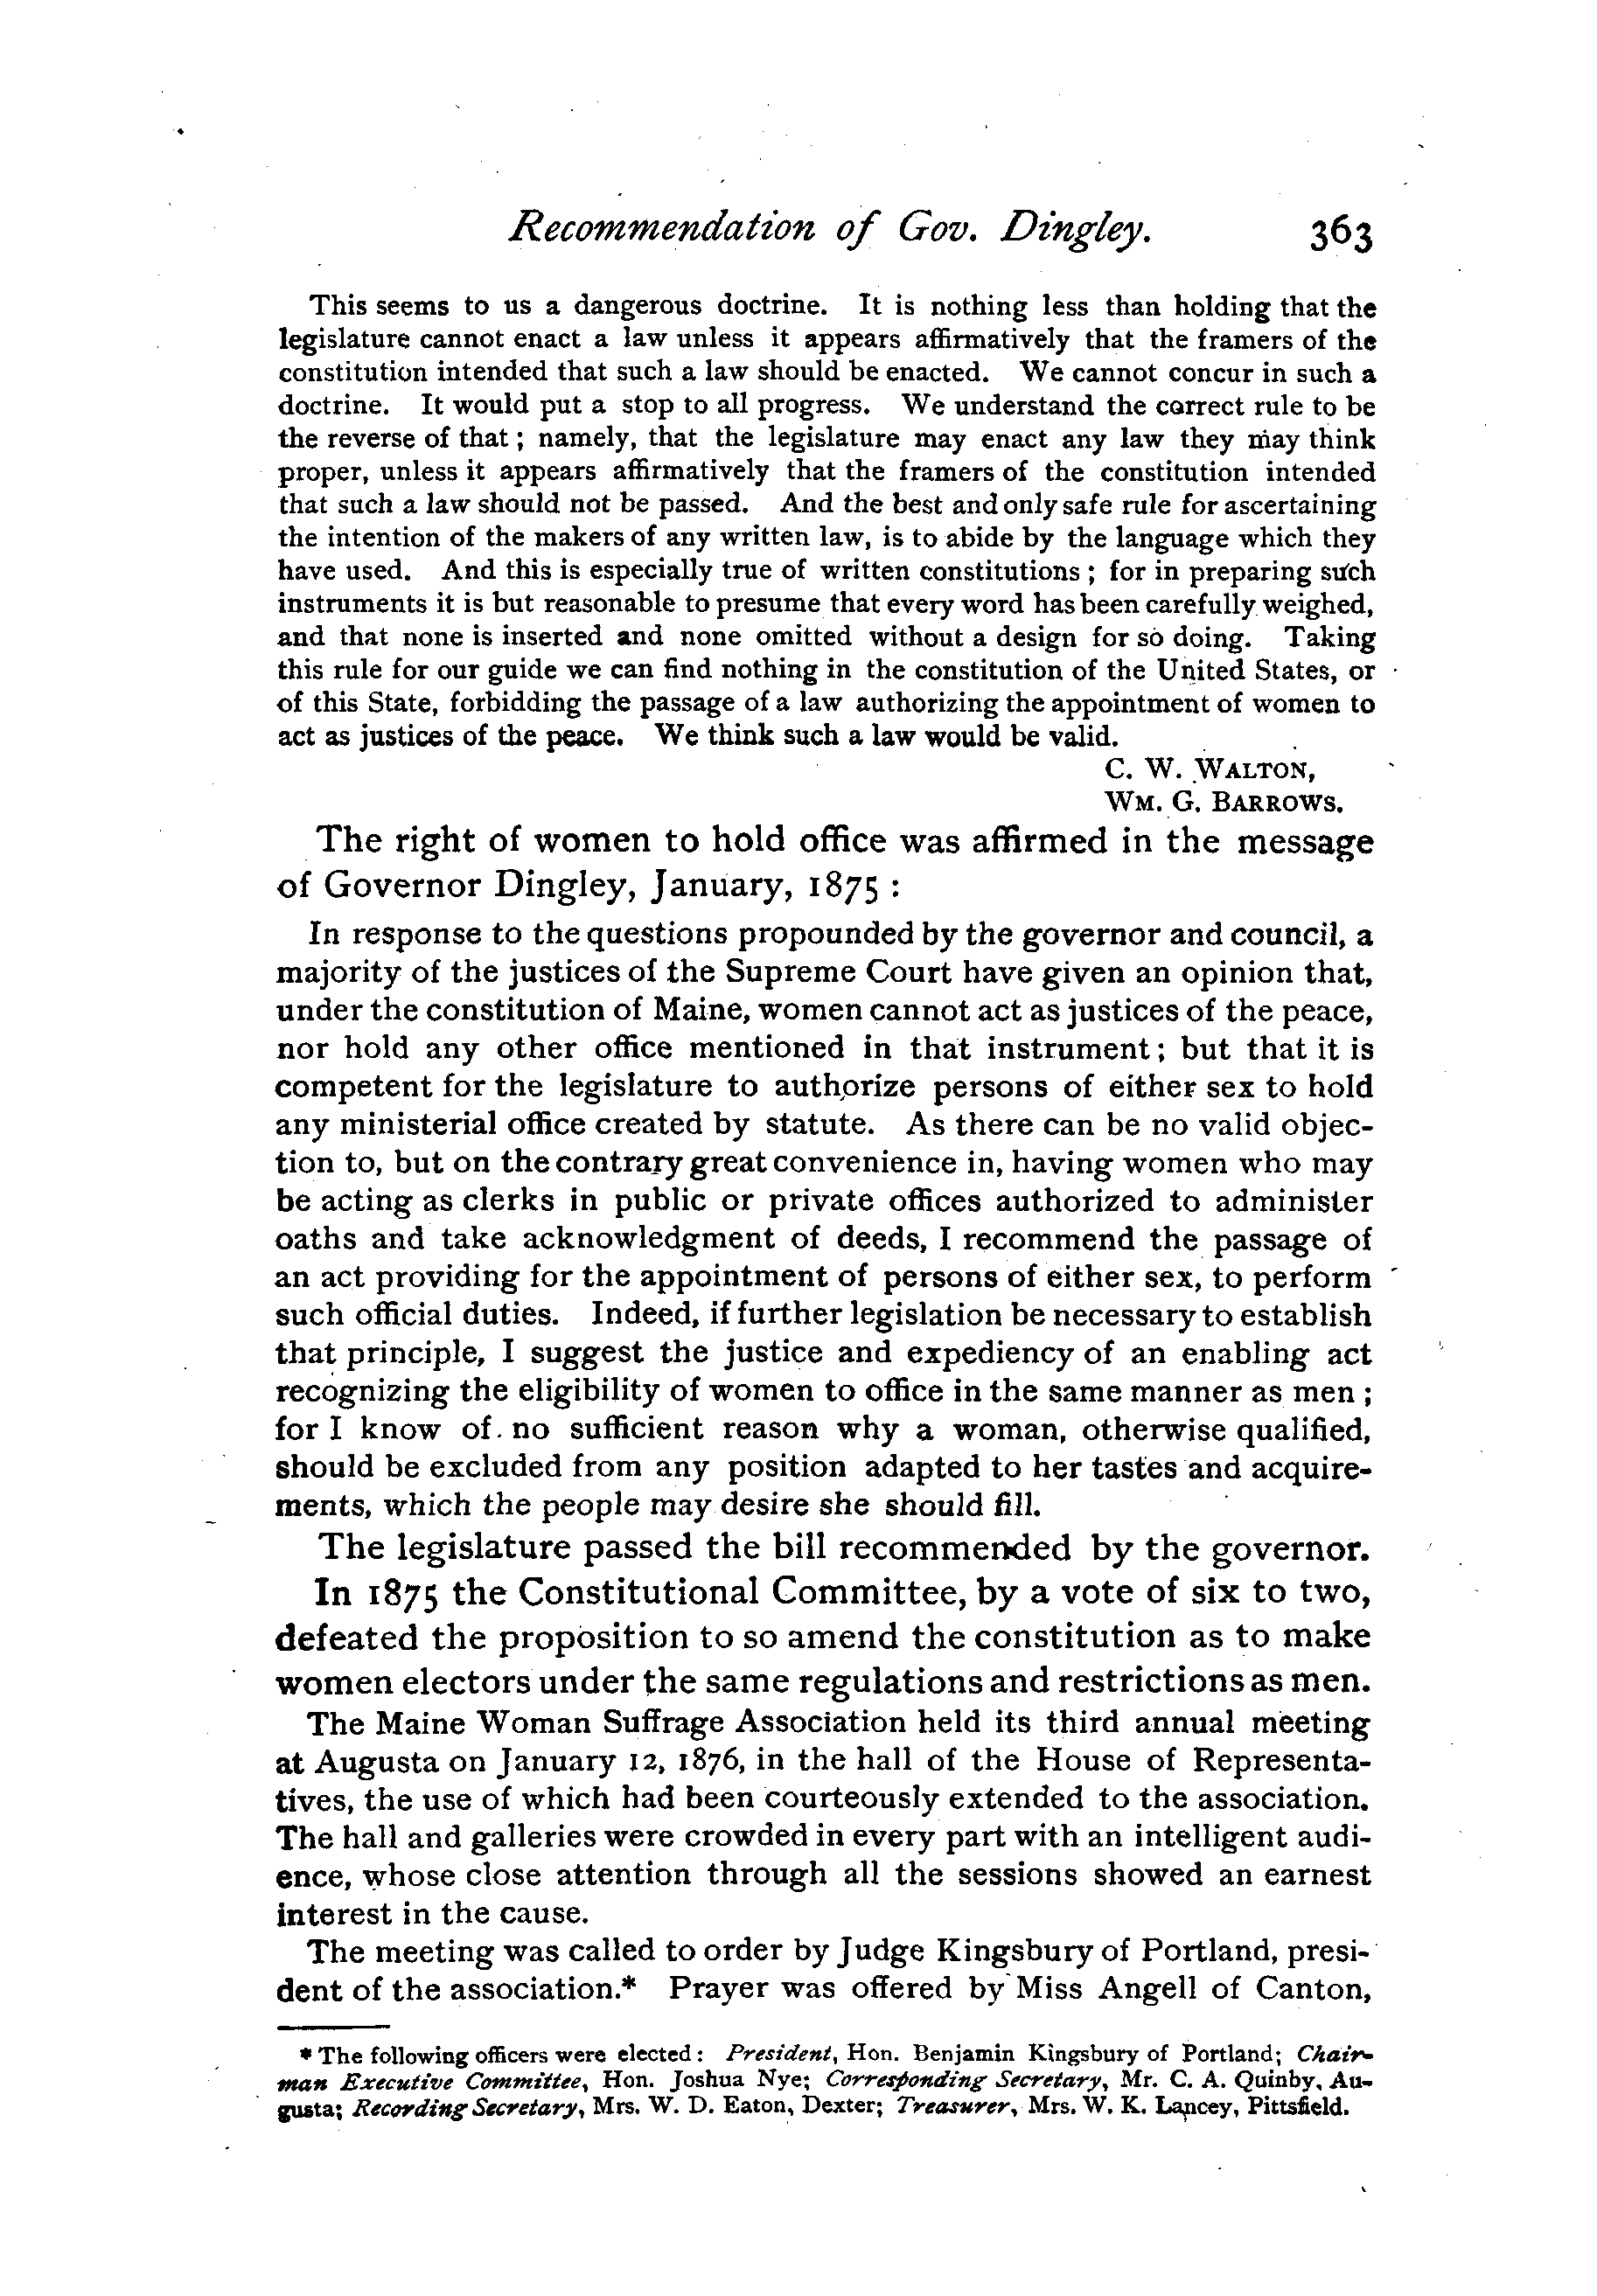 Recommendation of Gov. Dingley. 363
This seems to us a dangerous doctrine. It is nothing less than holding that the
legislature cannot enact a law unless it appears affirmatively that the framers of the
constitution intended that such a law should be enacted. We cannot concur in such a
doctrine. It would put a stop to all progress. We understand the correct rule to be
the reverse of that ; namely, that the legislature may enact any law they may think
proper, unless it appears affirmatively that the framers of the constitution intended
that such a law should not be passed. And the best and only safe rule for ascertaining
the intention of the makers of any written law, is to abide by the language which they
have used. And this is especially true of written constitutions ; for in preparing such
instruments it is but reasonable to presume that every word has been carefully weighed,
and that none is inserted and none omitted without a design for so doing. Taking
this rule for our guide we can find nothing in the constitution of the United States, or
of this State, forbidding the passage of a law authorizing the appointment of women to
act as justices of the peace. We think such a law would be valid.
C. W. WALTON,
WM. G. BARROWS.
The right of women to hold office was affirmed in the message
of Governor Dingley, January, 1875 :
In response to the questions propounded by the governor and council, a
majority of the justices of the Supreme Court have given an opinion that,
under the constitution of Maine, women cannot act as justices of the peace,
nor hold any other office mentioned in that instrument ; but that it is
competent for the legislature to authorize persons of either sex to hold
any ministerial office created by statute. As there can be no valid objec-
tion to, but on the contrary great convenience in, having women who may
be acting as clerks in public or private offices authorized to administer
oaths and take acknowledgment of deeds, I recommend the passage of
an act providing for the appointment of persons of either sex, to perform
such official duties. Indeed, if further legislation be necessary to establish
that principle, I suggest the justice and expediency of an enabling act
recognizing the eligibility of women to office in the same manner as men ;
for I know of no sufficient reason why a woman, otherwise qualified,
should be excluded from any position adapted to her tastes and acquire-
ments, which the people may desire she should fill.
The legislature passed the bill recommended by the governor.
In 1875 the Constitutional Committee, by a vote of six to two,
defeated the proposition to so amend the constitution as to make
women electors under the same regulations and restrictions as men.
The Maine Woman Suffrage Association held its third annual meeting
at Augusta on January 12, 1876, in the hall of the House of Representa-
tives, the use of which had been courteously extended to the association.
The hall and galleries were crowded in every part with an intelligent audi-
ence, whose close attention through all the sessions showed an earnest
interest in the cause.
The meeting was called to order by Judge Kingsbury of Portland, presi-
dent of the association.* Prayer was offered by Miss Angell of Canton,
* The following officers were elected : President, Hon. Benjamin Kingsbury of Portland; Chair-
man Executive Committee, Hon. Joshua Nye; Corresponding Secretary, Mr. C. A. Quinby, Au-
gusta; Recording Secretary, Mrs. W. D. Eaton, Dexter; Treasurer, Mrs. W. K. Lancey, Pittsfield.